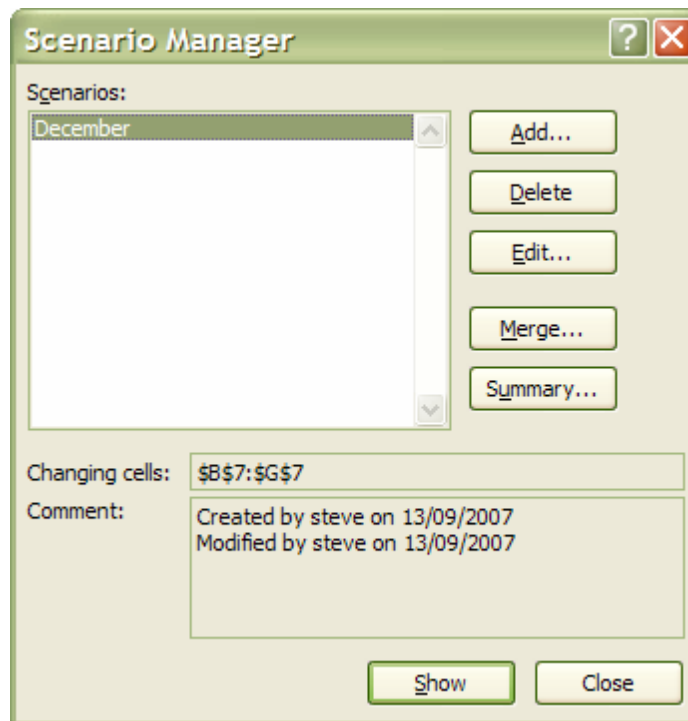 Scenario Manager
Scenarios:
December
Add...
Delete
Edit...
Merge...
Summary...
Changing cells: $B$7:$G$7
Comment: Created by steve on 13/09/2007
Modified by steve on 13/09/2007
Show Close